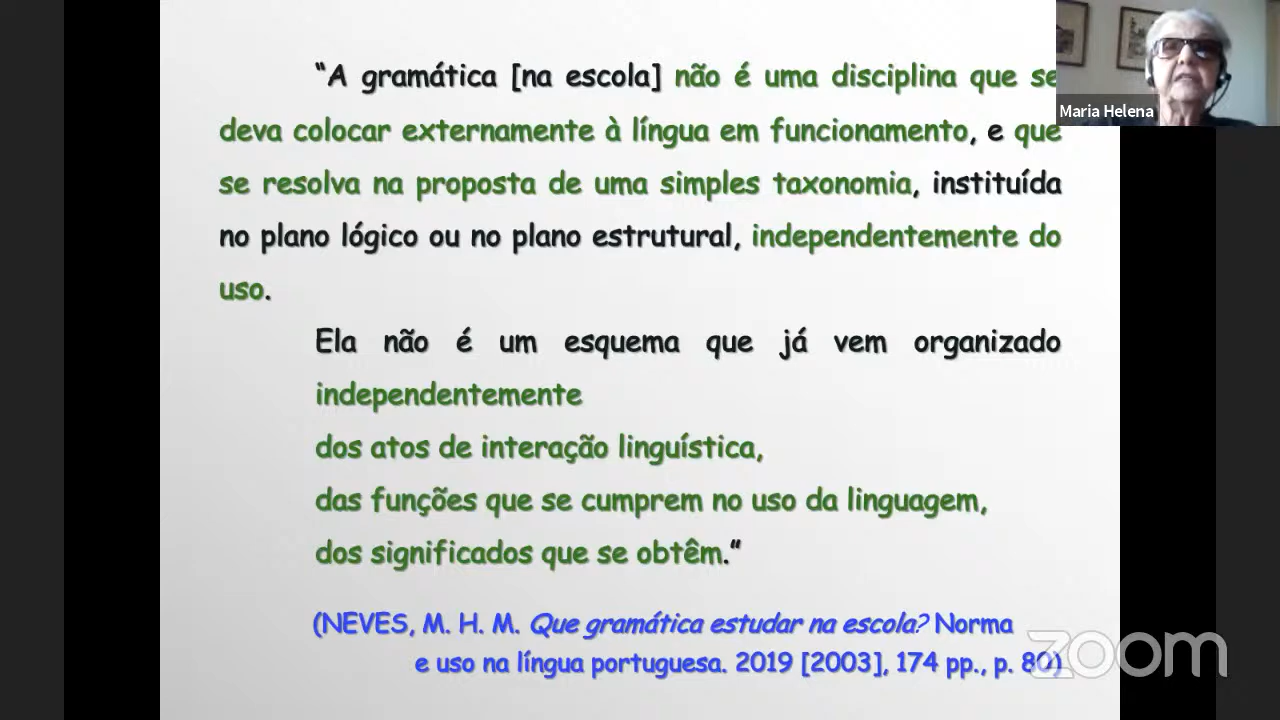 “A gramática [na escola] não é uma disciplina que se
deva colocar externamente à língua em funcionamento, e que
se resolva na proposta de uma simples taxonomia, instituída
no plano lógico ou no plano estrutural, independentemente do
uso.
Ela não é um esquema que já vem organizado
independentemente
dos atos de interação linguística,
das funções que se cumprem no uso da linguagem,
dos significados que se obtêm.”
(NEVES, M. H. M. Que gramática estudar na escola? Norma
e uso na língua portuguesa. 2019 [2003], 174 pp., p. 80)
Maria Helena
zoom